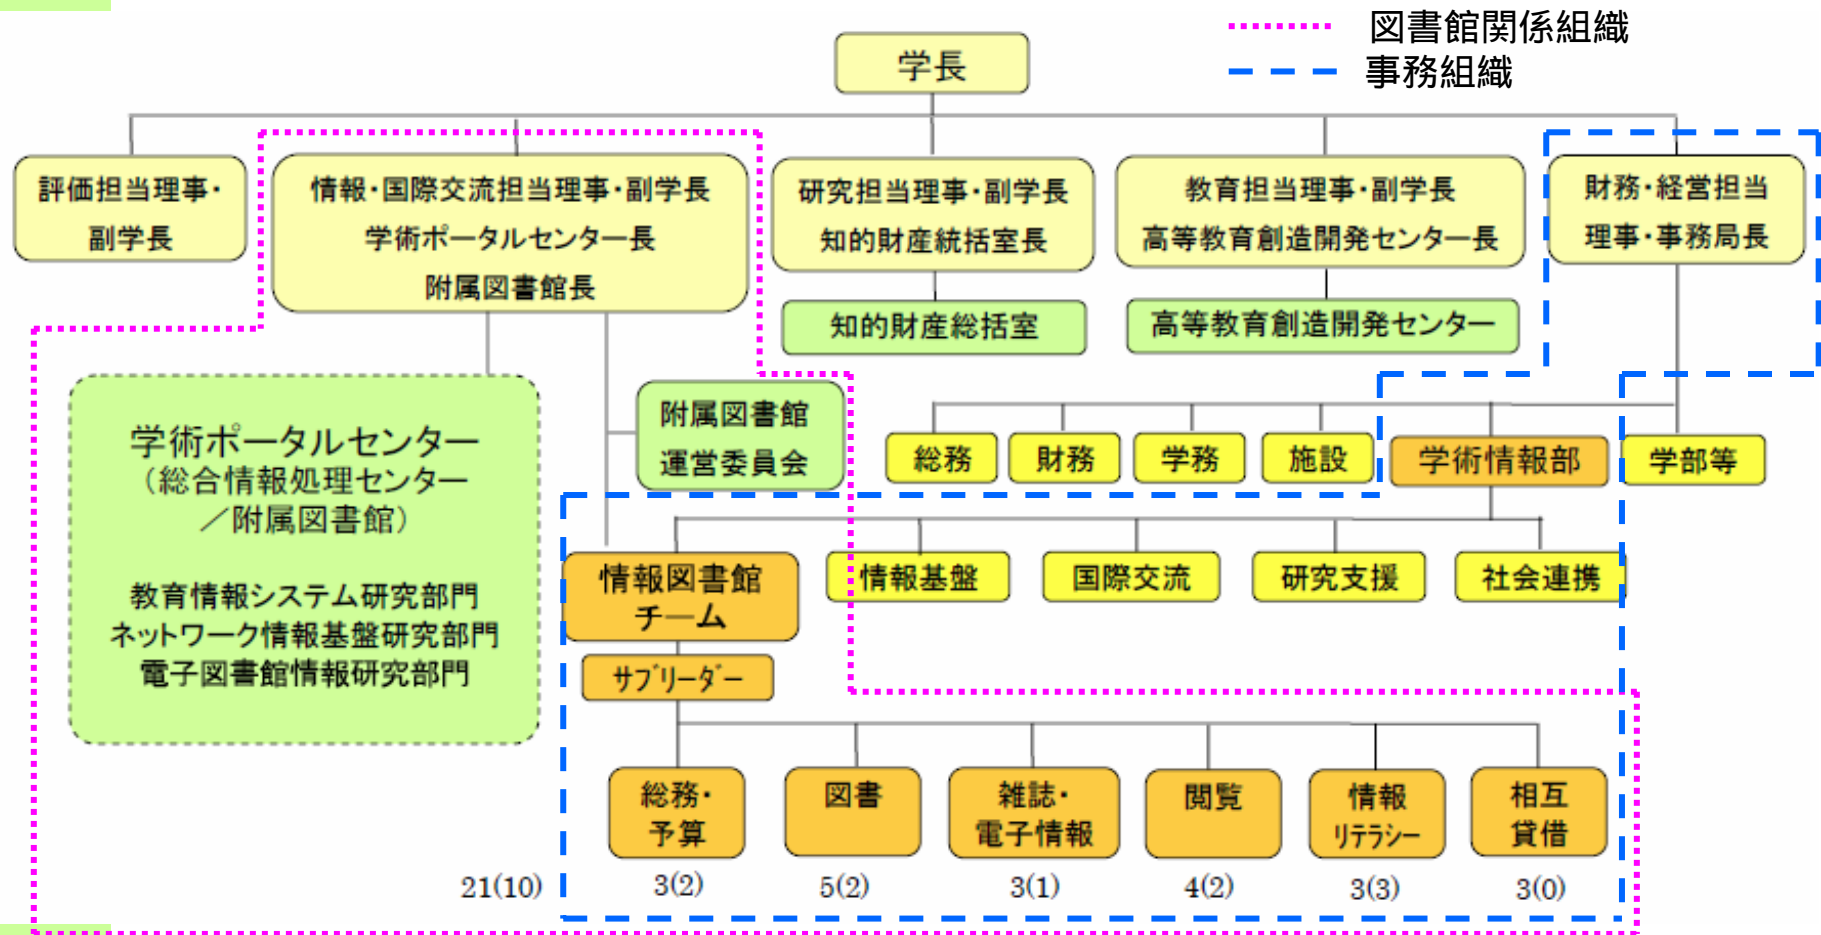 図書館関係組織
事務組織
学長
評価担当理事・
副学長
情報・国際交流担当理事・副学長
学術ポータルセンター長
附属図書館長
研究担当理事・副学長
知的財産統括室長
教育担当理事・副学長
高等教育創造開発センター長
財務・経営担当
理事・事務局長
知的財産総括室
高等教育創造開発センター
学術ポータルセンター
（総合情報処理センター
／附属図書館）
教育情報システム研究部門
ネットワーク情報基盤研究部門
電子図書館情報研究部門
附属図書館
運営委員会
総務
財務
学務
施設
学術情報部
学部等
情報図書館
チーム
情報基盤
国際交流
研究支援
社会連携
サブリーダー
総務・
予算
図書
雑誌・
電子情報
閲覧
情報
リテラシー
相互
貸借
21(10)
3(2)
5(2)
3(1)
4(2)
3(3)
3(0)